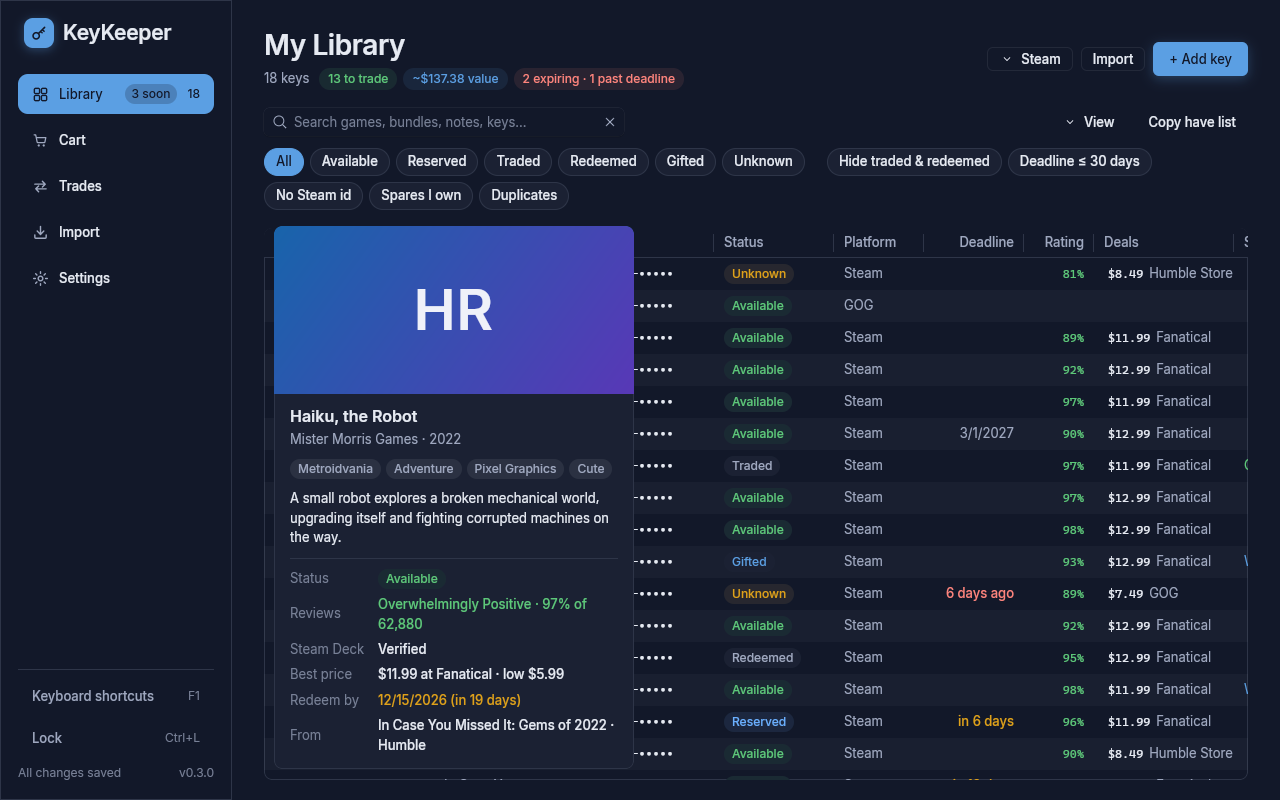 KeyKeeper
Library 3 soon 18
Cart
Trades
Import
Settings
Keyboard shortcuts F1
Lock Ctrl+L
All changes saved v0.3.0
My Library
18 keys 13 to trade ~$137.38 value 2 expiring · 1 past deadline
Steam Import + Add key
Search games, bundles, notes, keys...
View Copy have list
All Available Reserved Traded Redeemed Gifted Unknown Hide traded & redeemed Deadline ≤ 30 days
No Steam id Spares I own Duplicates
Status Platform Deadline Rating Deals
Unknown Steam 81% $8.49 Humble Store
Available GOG
Available Steam 89% $11.99 Fanatical
Available Steam 92% $12.99 Fanatical
Available Steam 97% $11.99 Fanatical
Available Steam 3/1/2027 90% $12.99 Fanatical
Traded Steam 97% $11.99 Fanatical
Available Steam 97% $12.99 Fanatical
Available Steam 98% $12.99 Fanatical
Gifted Steam 93% $12.99 Fanatical
Unknown Steam 6 days ago 89% $7.49 GOG
Available Steam 92% $12.99 Fanatical
Redeemed Steam 95% $12.99 Fanatical
Available Steam 98% $11.99 Fanatical
Reserved Steam in 6 days 96% $11.99 Fanatical
Available Steam 90% $8.49 Humble Store
HR
Haiku, the Robot
Mister Morris Games · 2022
Metroidvania Adventure Pixel Graphics Cute
A small robot explores a broken mechanical world,
upgrading itself and fighting corrupted machines on
the way.
Status Available
Reviews Overwhelmingly Positive · 97% of
62,880
Steam Deck Verified
Best price $11.99 at Fanatical · low $5.99
Redeem by 12/15/2026 (in 19 days)
From In Case You Missed It: Gems of 2022 ·
Humble